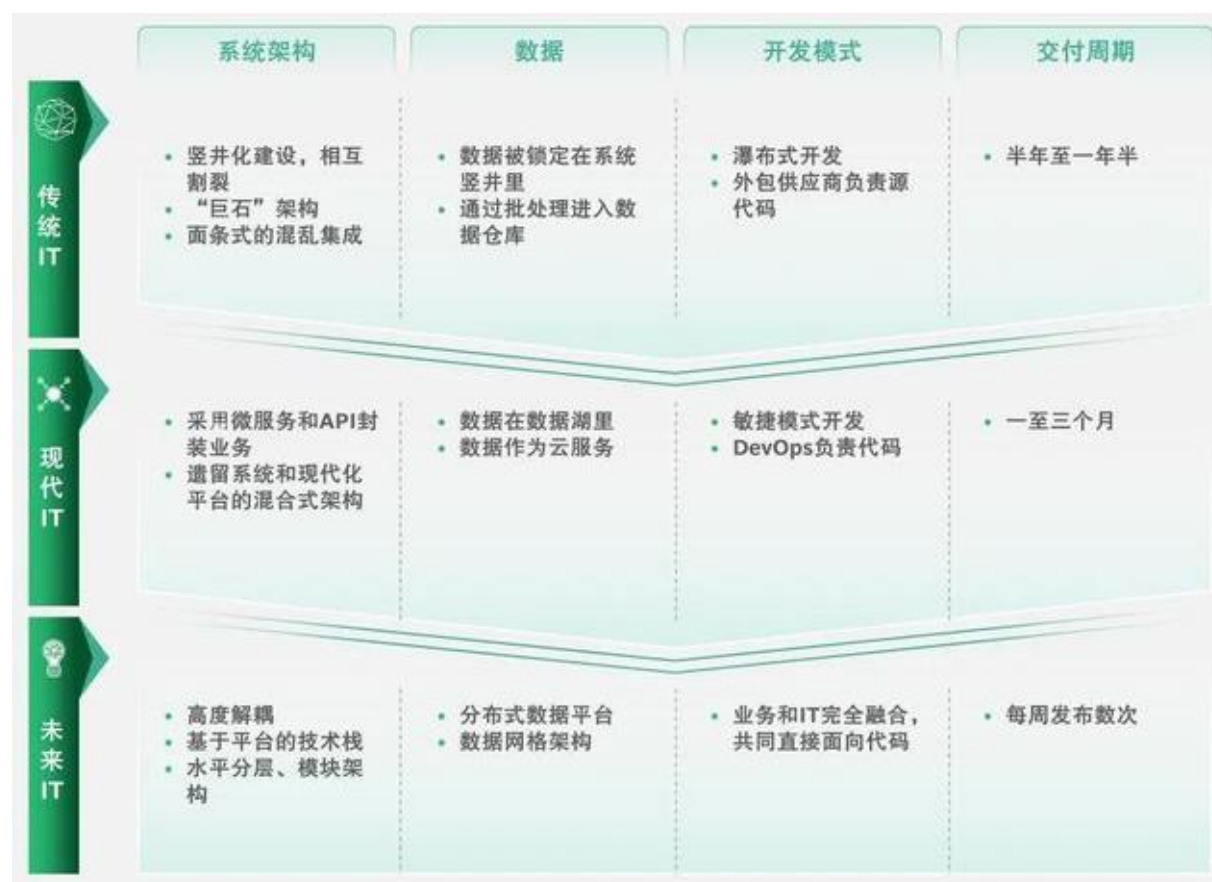 系统架构
数据
开发模式
交付周期
传统IT
• 竖井化建设，相互
割裂
• “巨石”架构
• 面条式的混乱集成
• 数据被锁定在系统
竖井里
• 通过批处理进入数
据仓库
• 瀑布式开发
• 外包供应商负责源
代码
• 半年至一年半
现代IT
• 采用微服务和API封
装业务
• 遗留系统和现代化
平台的混合式架构
• 数据在数据湖里
• 数据作为云服务
• 敏捷模式开发
• DevOps负责代码
• 一至三个月
未来IT
• 高度解耦
• 基于平台的技术栈
• 水平分层、模块架
构
• 分布式数据平台
• 数据网格架构
• 业务和IT完全融合，
共同直接面向代码
• 每周发布数次